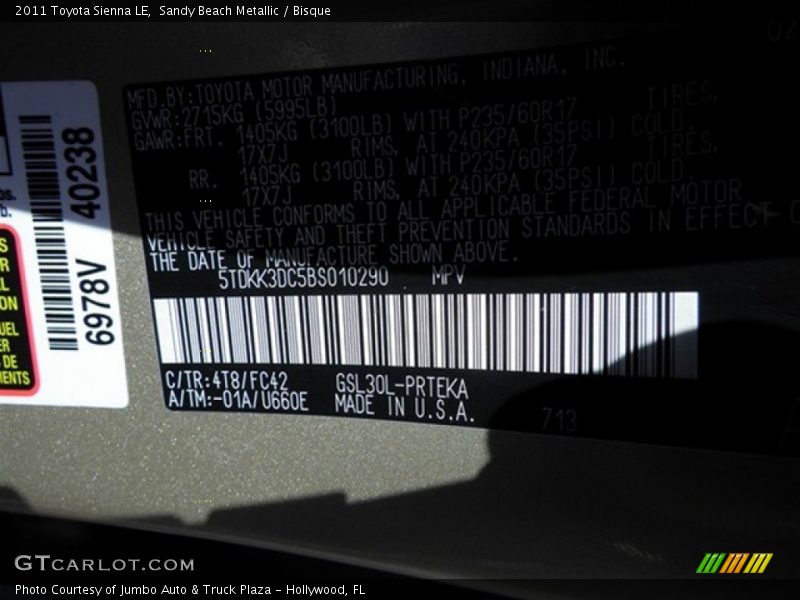 2011 Toyota Sienna LE,  Sandy Beach Metallic / Bisque
MFD.BY:TOYOTA MOTOR MANUFACTURING, INDIANA, INC.
GVWR:2715KG (5995LB)
GAWR:FRT. 1405KG (3100LB) WITH P235/60R17 TIRES,
17X7J RIMS, AT 240KPA (35PSI) COLD.
RR. 1405KG (3100LB) WITH P235/60R17 TIRES,
17X7J RIMS, AT 240KPA (35PSI) COLD.
THIS VEHICLE CONFORMS TO ALL APPLICABLE FEDERAL MOTOR
VEHICLE SAFETY AND THEFT PREVENTION STANDARDS IN EFFECT
THE DATE OF MANUFACTURE SHOWN ABOVE.
5TDKK3DC5BS010290 MPV
C/TR:4T8/FC42 GSL30L-PRTEKA
A/TM:-01A/U660E MADE IN U.S.A.
713
6978V 40238
GTCARLOT.COM
Photo Courtesy of Jumbo Auto & Truck Plaza - Hollywood, FL